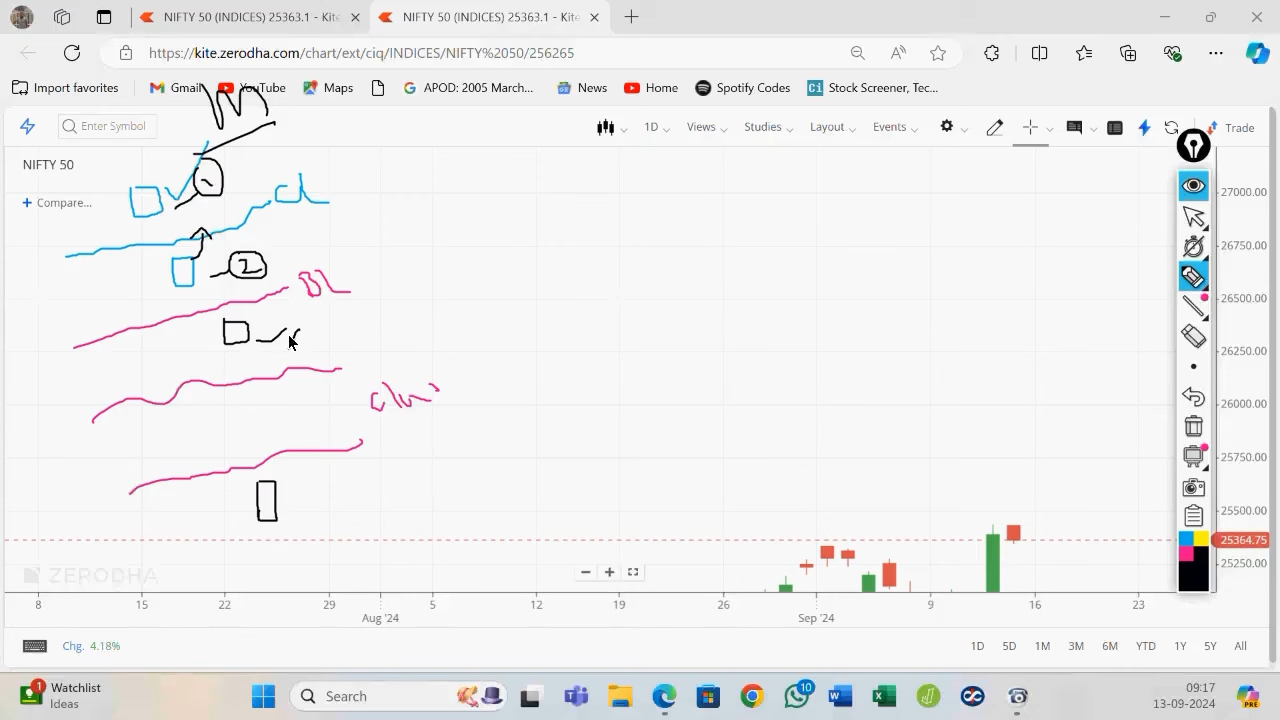 NIFTY 50 (INDICES) 25363.1 - Kite
NIFTY 50 (INDICES) 25363.1 - Kite
https://kite.zerodha.com/chart/ext/ciq/INDICES/NIFTY%2050/256265
Import favorites Gmail YouTube Maps APOD: 2005 March... News Home Spotify Codes Stock Screener, Tec...
Enter Symbol 1D Views Studies Layout Events Trade
NIFTY 50
+ Compare...
1
2
27000.00
26750.00
26500.00
26250.00
26000.00
25750.00
25500.00
25364.75
25250.00
ZERODHA
8 15 22 29 5 12 19 26 9 16 23
Aug '24 Sep '24
Chg. 4.18% 1D 5D 1M 3M 6M YTD 1Y 5Y All
1
Watchlist
Ideas
Search
10
PRE
09:17
13-09-2024